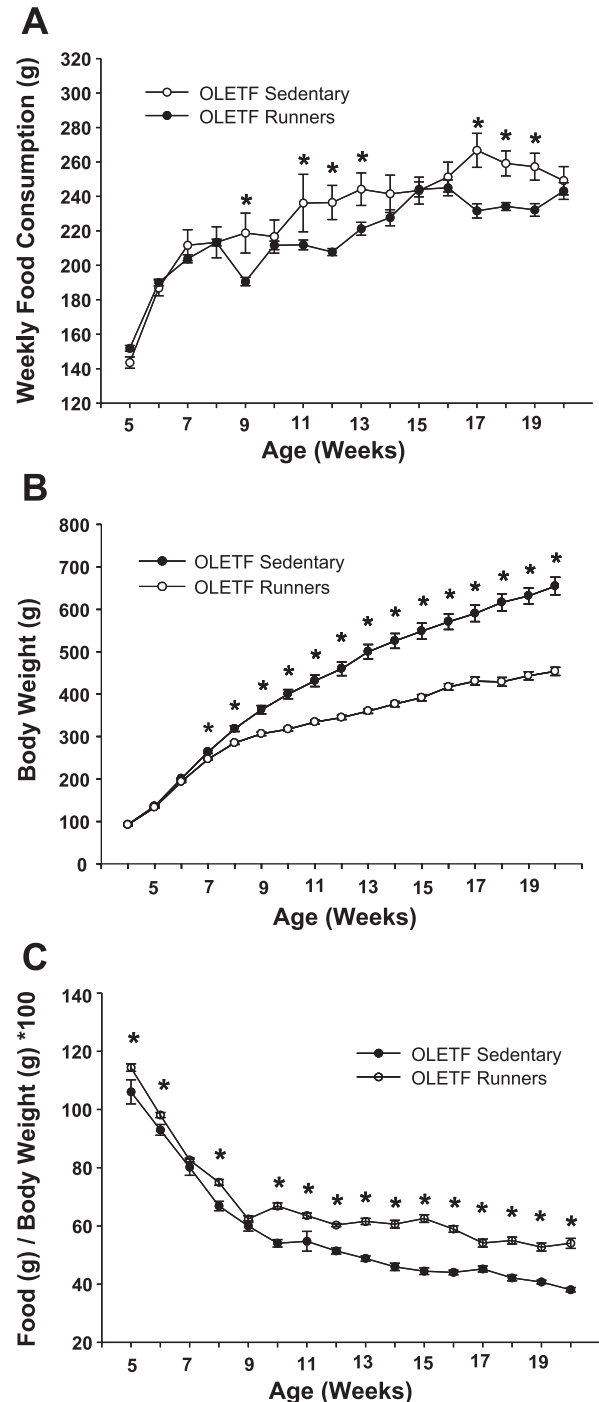 A
Weekly Food Consumption (g)
320
300
280
260
240
220
200
180
160
140
120
OLETF Sedentary
OLETF Runners
* * * * * * *
5 7 9 11 13 15 17 19
Age (Weeks)
B
Body Weight (g)
800
700
600
500
400
300
200
100
0
OLETF Sedentary
OLETF Runners
* * * * * * * * * * * * * *
5 7 9 11 13 15 17 19
Age (Weeks)
C
Food (g) / Body Weight (g) *100
140
120
100
80
60
40
20
OLETF Sedentary
OLETF Runners
* * * * * * * * * * * * * *
5 7 9 11 13 15 17 19
Age (Weeks)